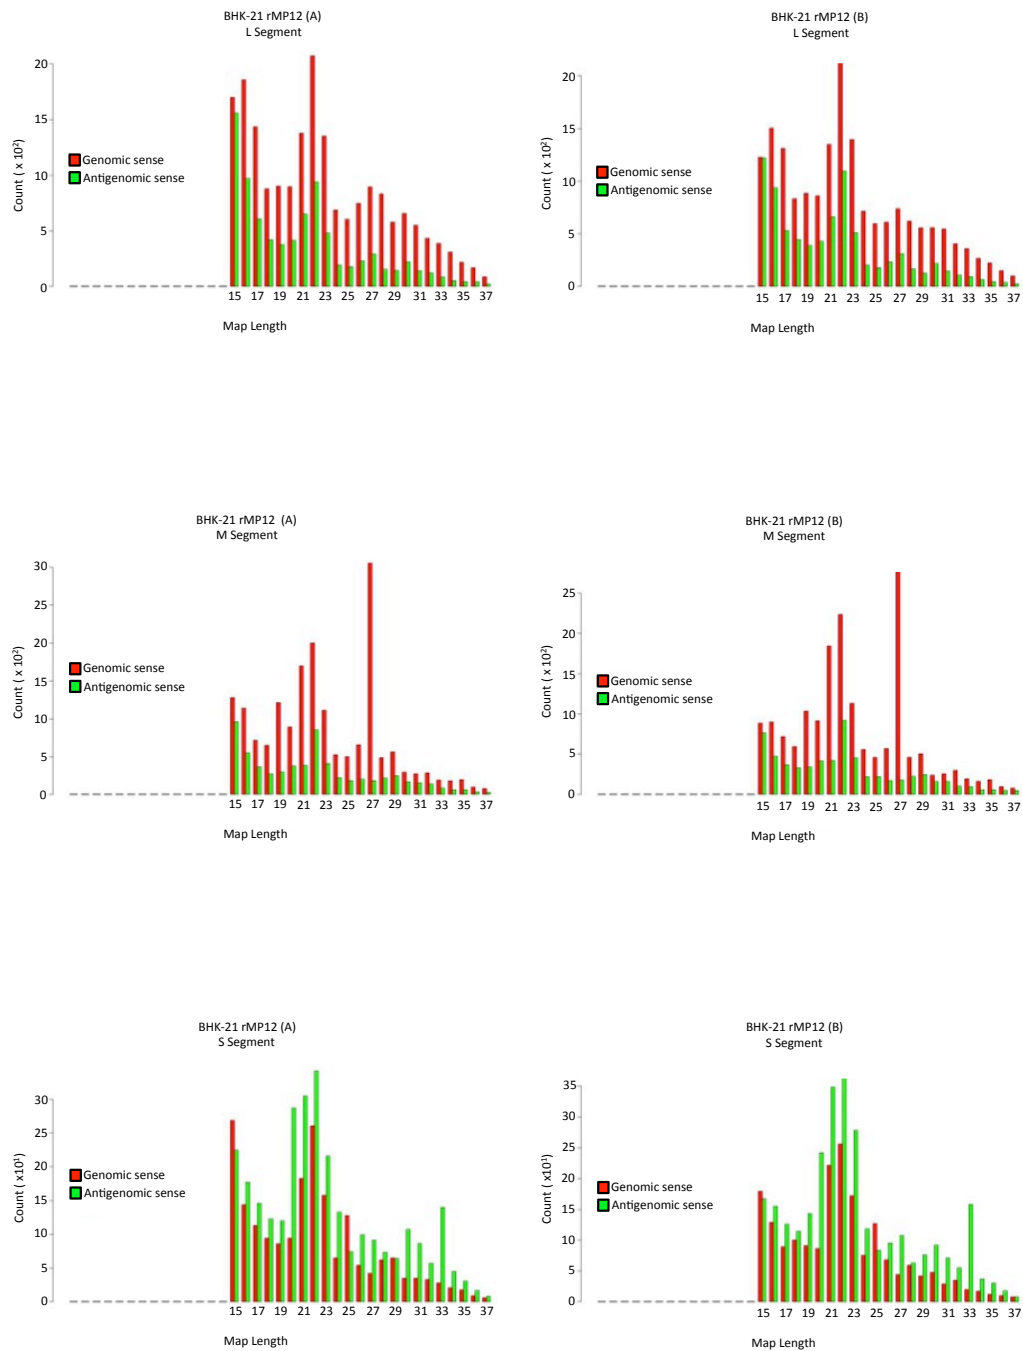 BHK-21 rMP12 (A)
L Segment
20
15
10
5
0
Count ( x 10²)
Genomic sense
Antigenomic sense
15 17 19 21 23 25 27 29 31 33 35 37
Map Length
BHK-21 rMP12 (B)
L Segment
20
15
10
5
0
Count ( x 10²)
Genomic sense
Antigenomic sense
15 17 19 21 23 25 27 29 31 33 35 37
Map Length
BHK-21 rMP12 (A)
M Segment
30
25
20
15
10
5
0
Count ( x 10²)
Genomic sense
Antigenomic sense
15 17 19 21 23 25 27 29 31 33 35 37
Map Length
BHK-21 rMP12 (B)
M Segment
25
20
15
10
5
0
Count ( x 10²)
Genomic sense
Antigenomic sense
15 17 19 21 23 25 27 29 31 33 35 37
Map Length
BHK-21 rMP12 (A)
S Segment
30
25
20
15
10
5
0
Count ( x10¹)
Genomic sense
Antigenomic sense
15 17 19 21 23 25 27 29 31 33 35 37
Map Length
BHK-21 rMP12 (B)
S Segment
35
30
25
20
15
10
5
0
Count ( x10¹)
Genomic sense
Antigenomic sense
15 17 19 21 23 25 27 29 31 33 35 37
Map Length